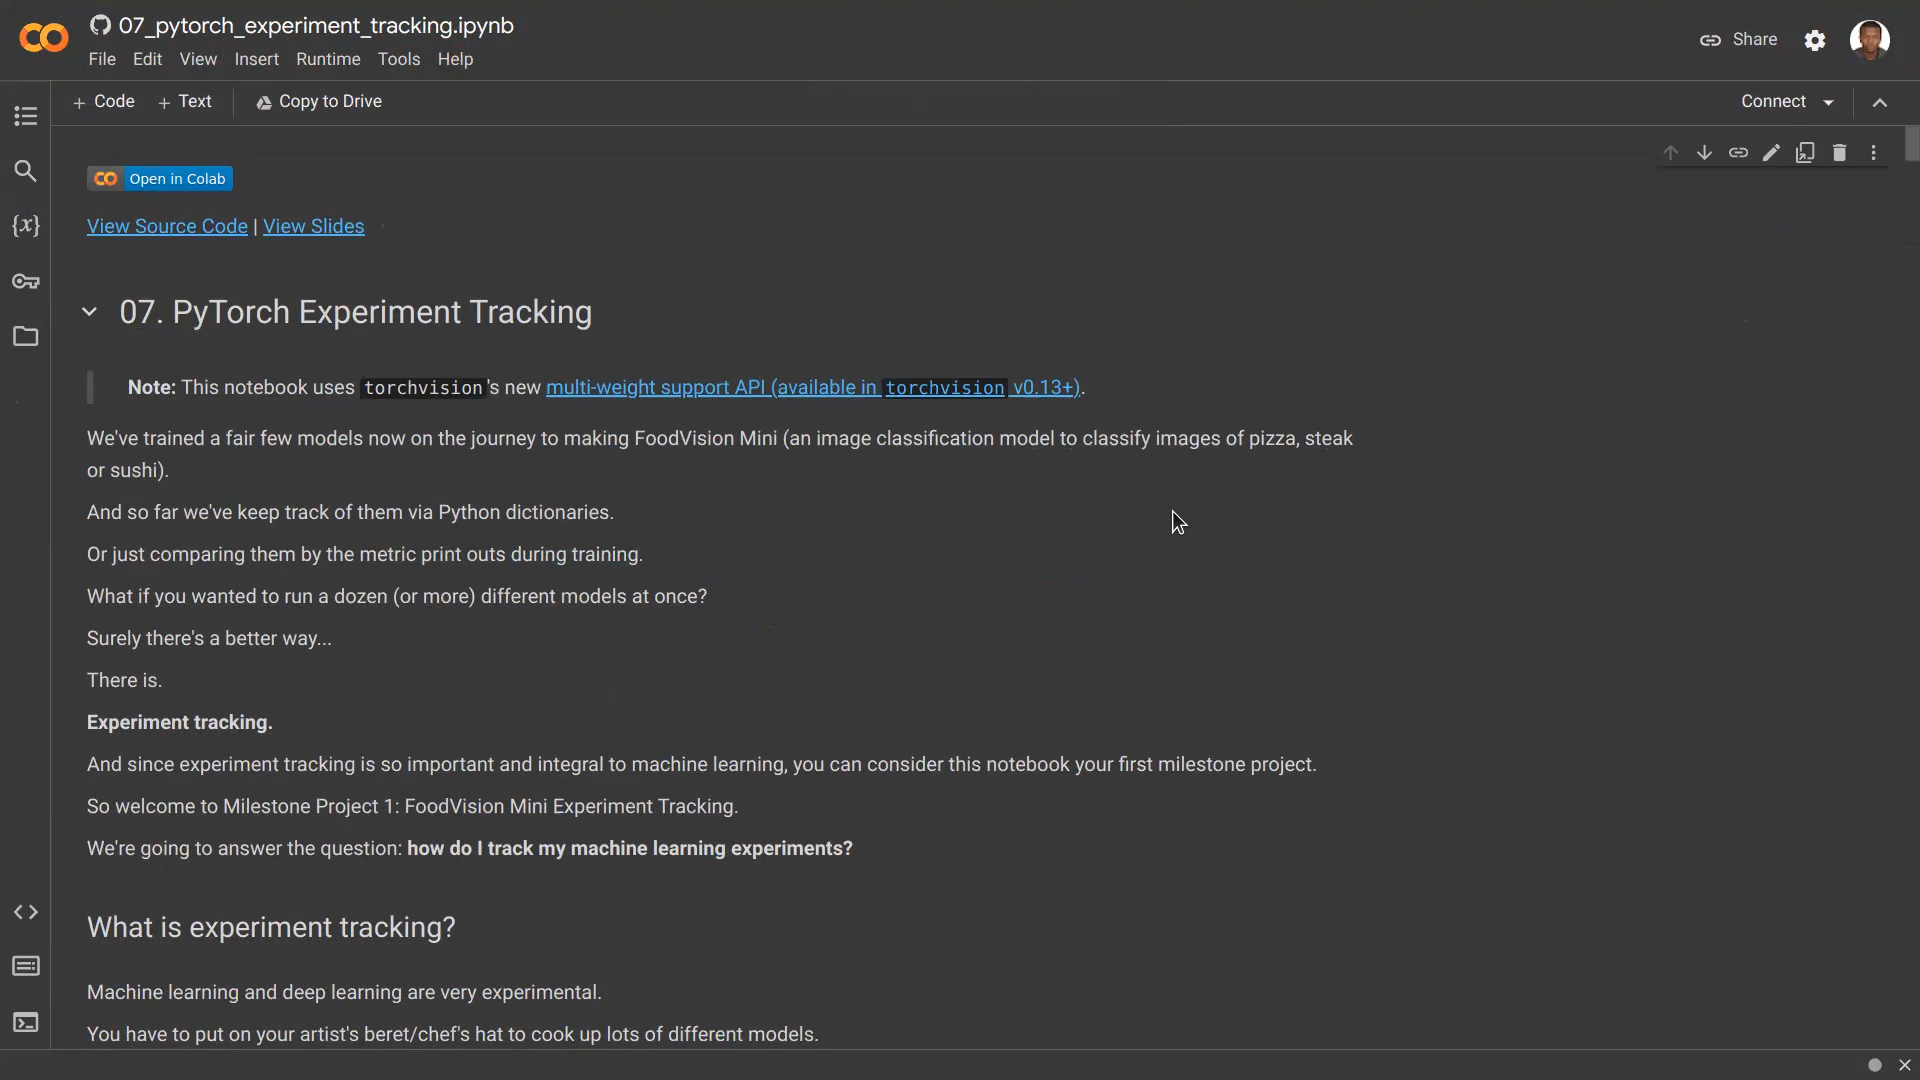 07_pytorch_experiment_tracking.ipynb
File Edit View Insert Runtime Tools Help
Share
+ Code + Text Copy to Drive
Connect
Open in Colab
View Source Code | View Slides
07. PyTorch Experiment Tracking
Note: This notebook uses torchvision's new multi-weight support API (available in torchvision v0.13+).
We've trained a fair few models now on the journey to making FoodVision Mini (an image classification model to classify images of pizza, steak
or sushi).
And so far we've keep track of them via Python dictionaries.
Or just comparing them by the metric print outs during training.
What if you wanted to run a dozen (or more) different models at once?
Surely there's a better way...
There is.
Experiment tracking.
And since experiment tracking is so important and integral to machine learning, you can consider this notebook your first milestone project.
So welcome to Milestone Project 1: FoodVision Mini Experiment Tracking.
We're going to answer the question: how do I track my machine learning experiments?
What is experiment tracking?
Machine learning and deep learning are very experimental.
You have to put on your artist's beret/chef's hat to cook up lots of different models.